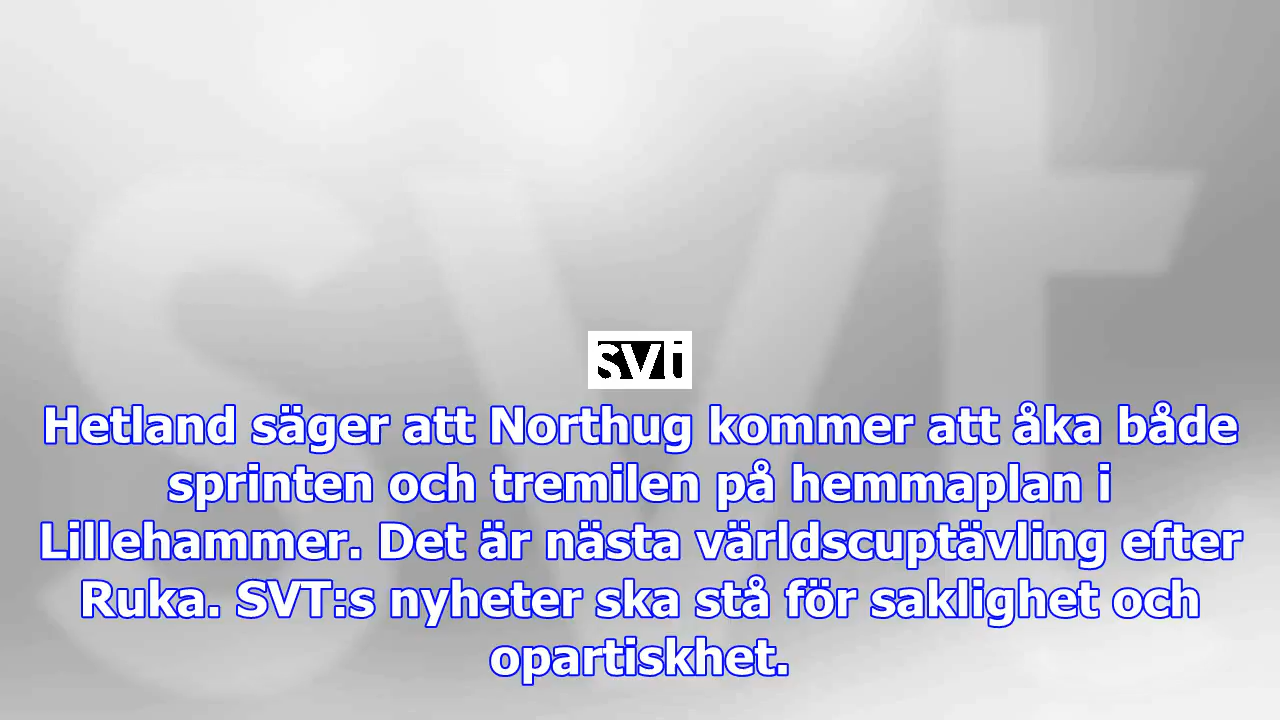 svt
svt
Hetland säger att Northug kommer att åka både
sprinten och tremilen på hemmaplan i
Lillehammer. Det är nästa världscuptävling efter
Ruka. SVT:s nyheter ska stå för saklighet och
opartiskhet.